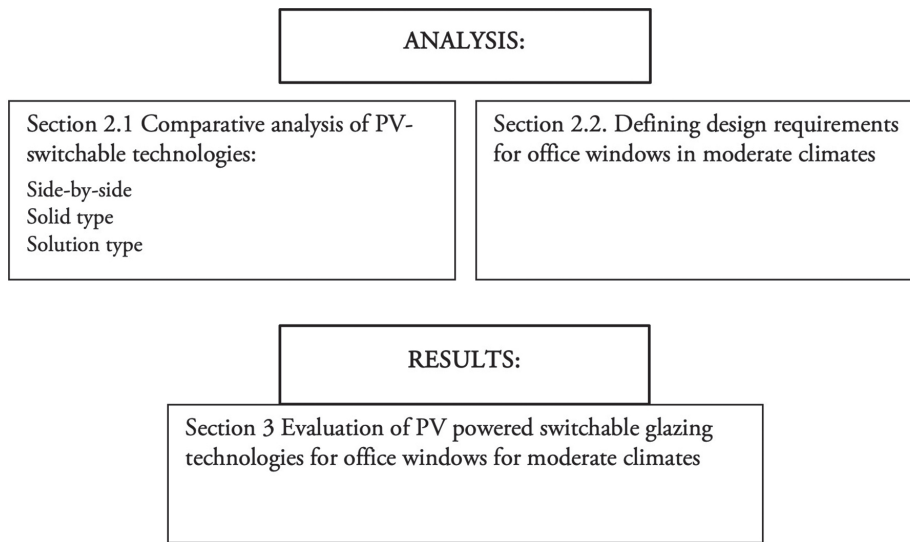 ANALYSIS:
Section 2.1 Comparative analysis of PV-
switchable technologies:
Side-by-side
Solid type
Solution type
Section 2.2. Defining design requirements
for office windows in moderate climates
RESULTS:
Section 3 Evaluation of PV powered switchable glazing
technologies for office windows for moderate climates